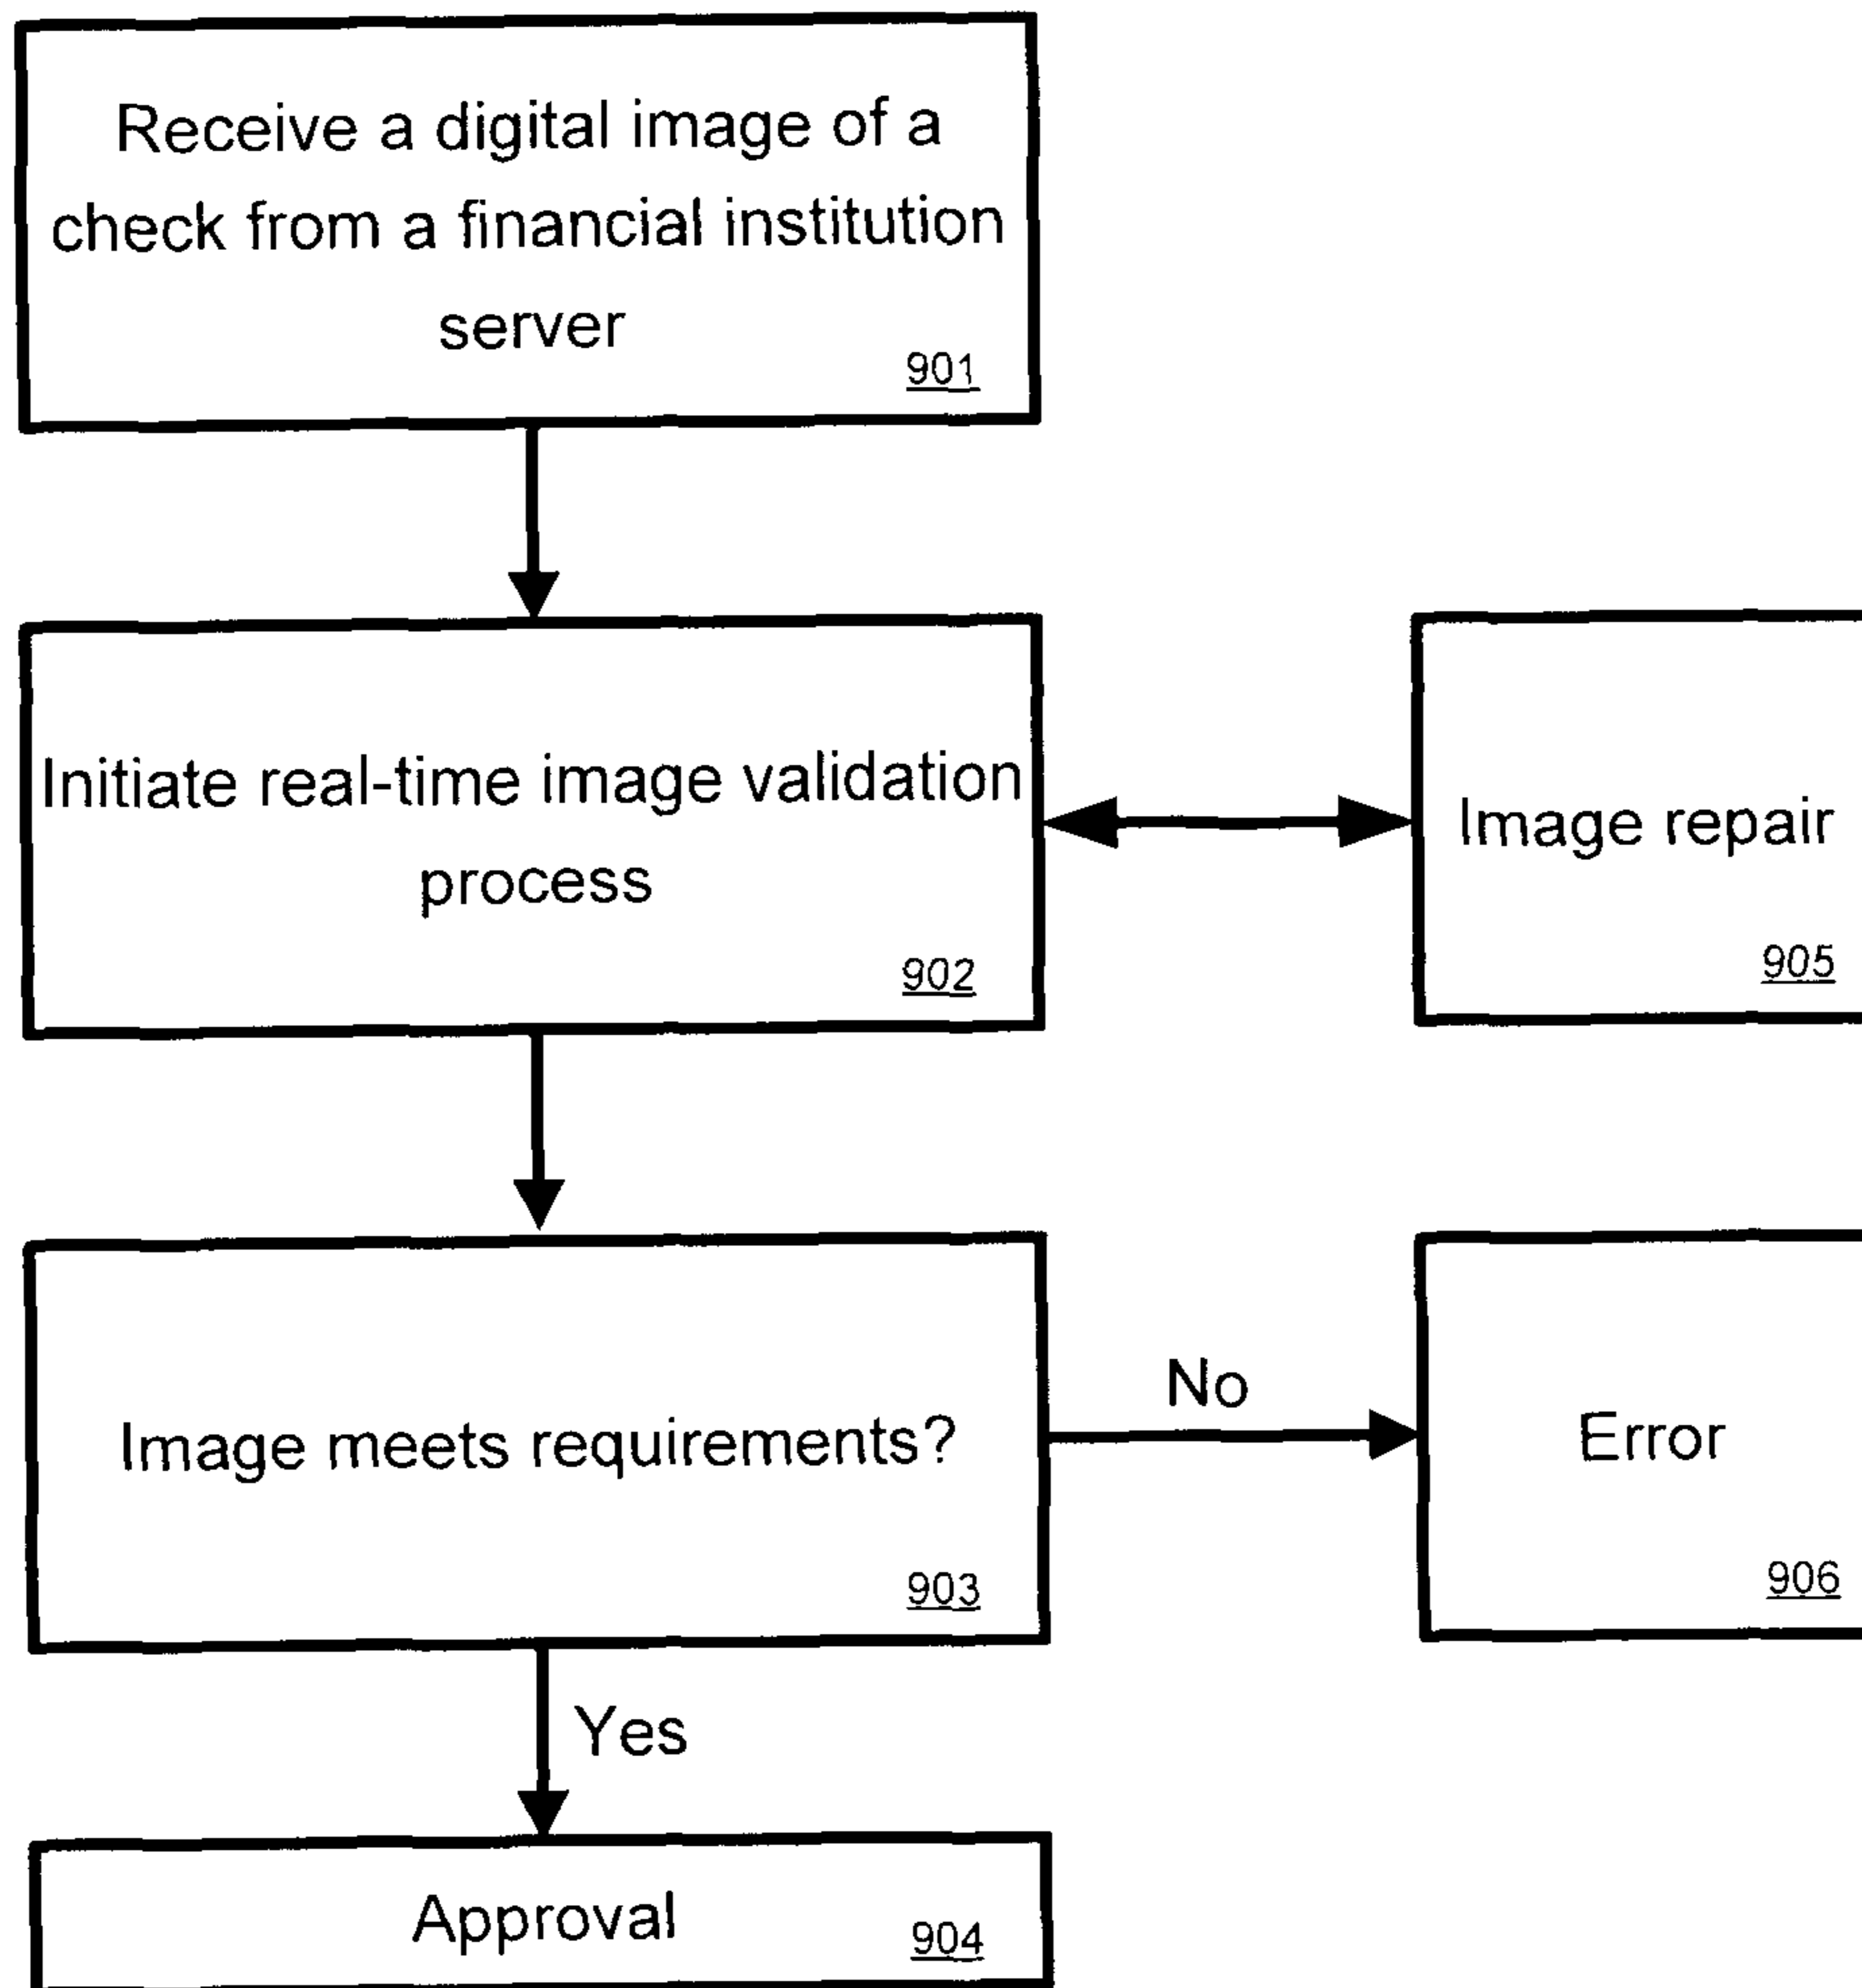 Receive a digital image of a
check from a financial institution
server
901
Initiate real-time image validation
process
902
Image repair
905
Image meets requirements?
903
No
Error
906
Yes
Approval
904